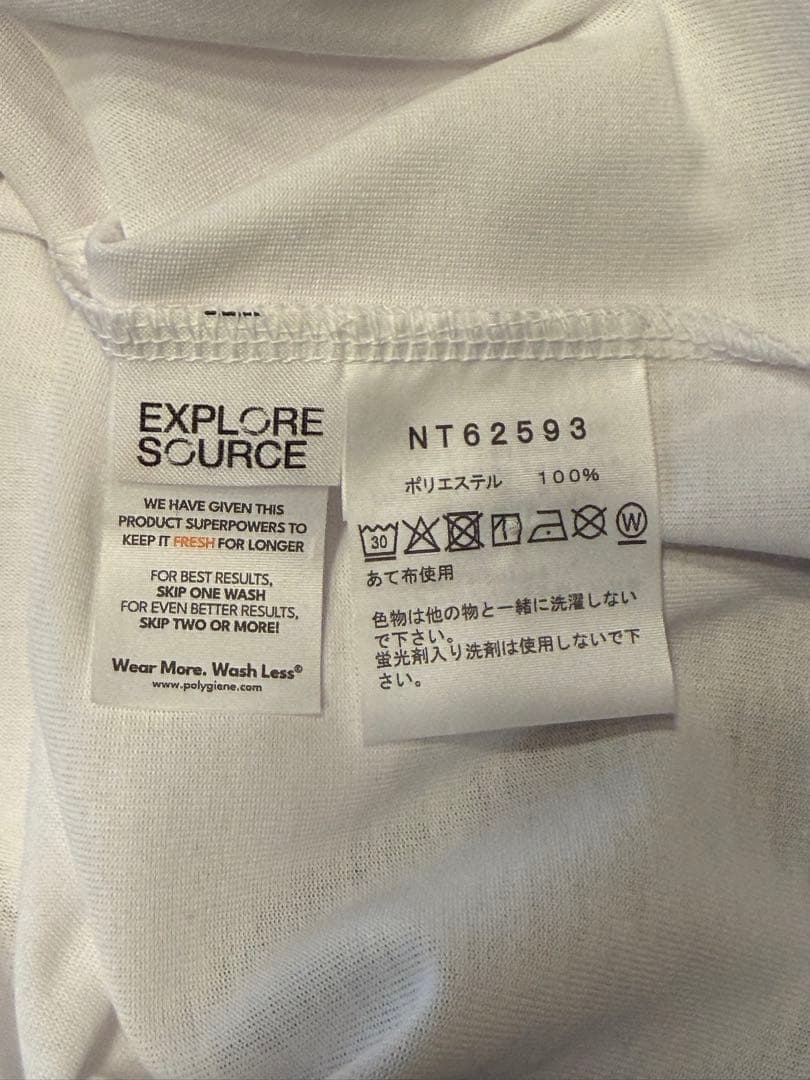 EXPLORE
SOURCE
WE HAVE GIVEN THIS
PRODUCT SUPERPOWERS TO
KEEP IT FRESH FOR LONGER
FOR BEST RESULTS,
SKIP ONE WASH
FOR EVEN BETTER RESULTS,
SKIP TWO OR MORE!
Wear More. Wash Less®
www.polygiene.com
NT62593
ポリエステル 100%
30 W
あて布使用
色物は他の物と一緒に洗濯しない
で下さい。
蛍光剤入り洗剤は使用しないで下
さい。